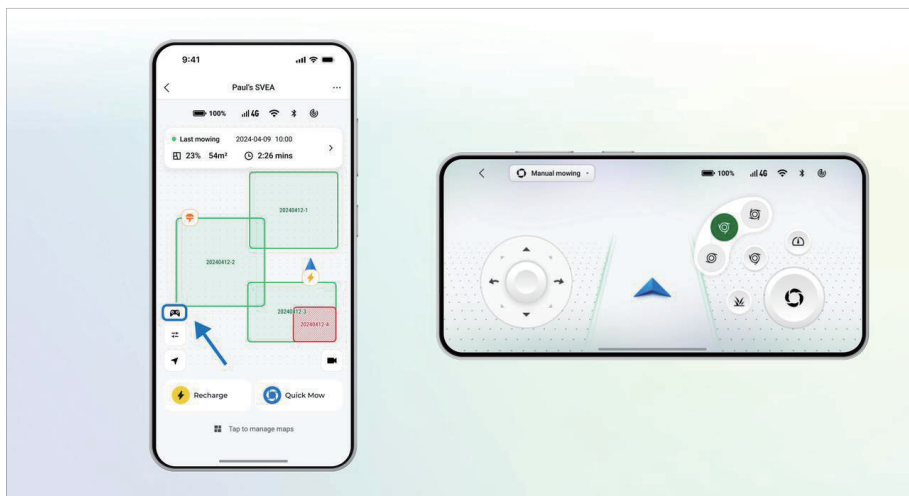 9:41
Paul's SVEA
100% 4G
Last mowing 2024-04-09 10:00
23% 54m² 2:26 mins
20240412-1
20240412-2
20240412-3
20240412-4
Recharge Quick Mow
Tap to manage maps
Manual mowing 100% 4G